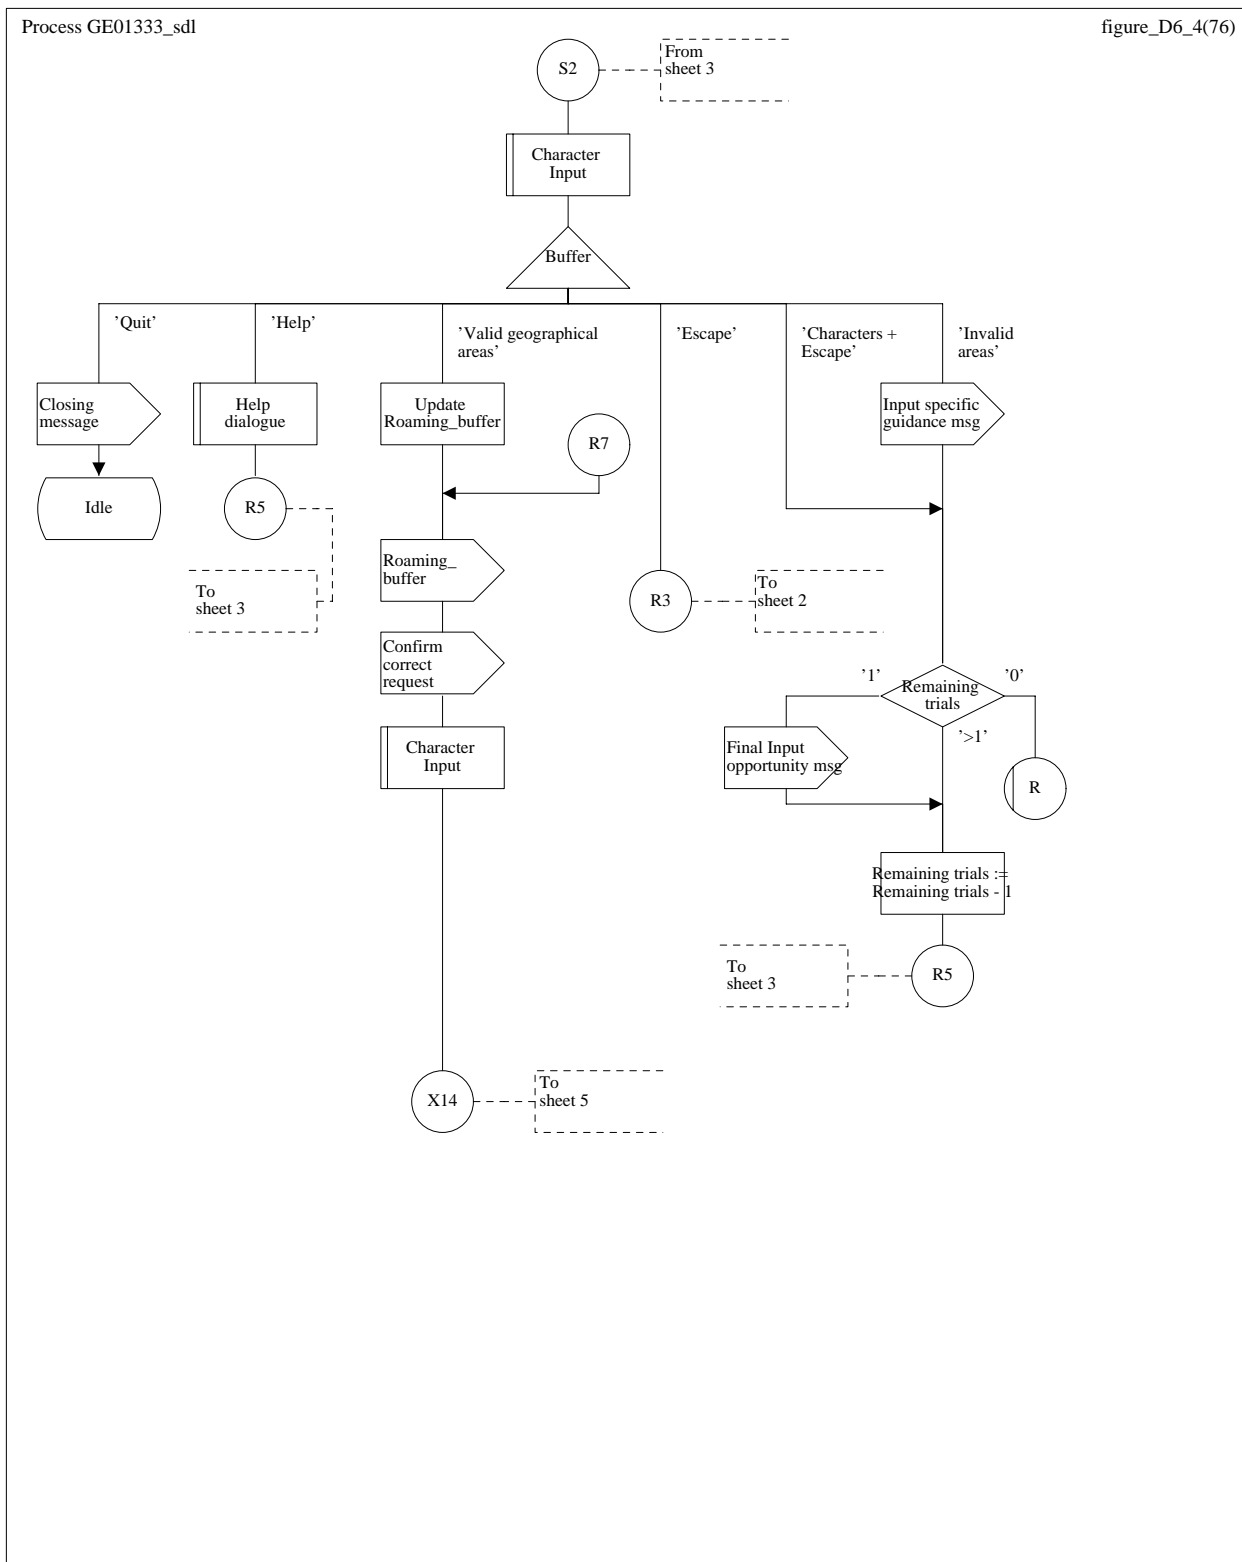 Process GE01333_sdl
figure_D6_4(76)
S2
From
sheet 3
Character
Input
Buffer
’Quit’
’Help’
’Valid geographical
areas’
’Escape’
’Characters +
Escape’
’Invalid
areas’
Closing
message
Help
dialogue
Update
Roaming_buffer
R7
Input specific
guidance msg
Idle
R5
Roaming_
buffer
To
sheet 3
R3
To
sheet 2
Confirm
correct
request
’1’
Remaining
trials
’0’
’>1’
Character
Input
Final Input
opportunity msg
R
Remaining trials :=
Remaining trials - 1
To
sheet 3
R5
X14
To
sheet 5